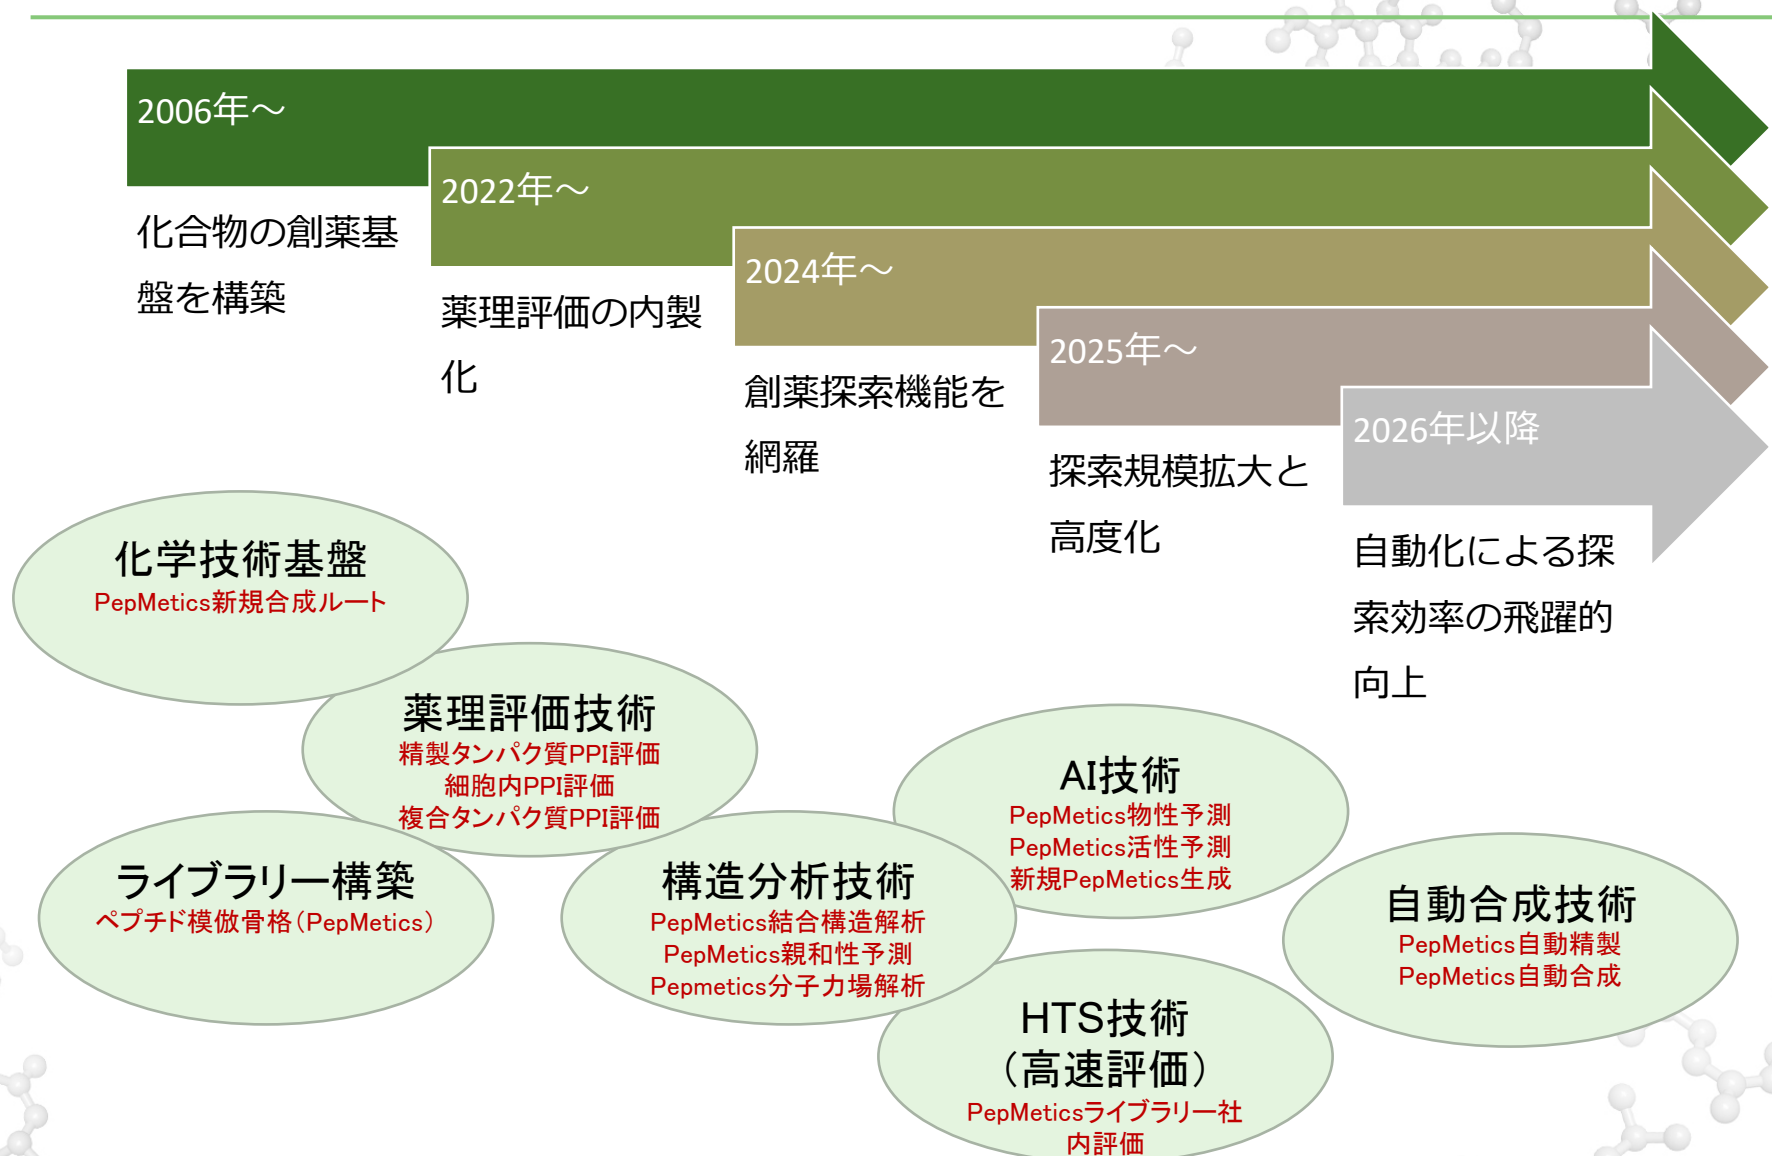 2006年～
化合物の創薬基
盤を構築
2022年～
薬理評価の内製
化
2024年～
創薬探索機能を
網羅
2025年～
探索規模拡大と
高度化
2026年以降
自動化による探
索効率の飛躍的
向上
化学技術基盤
PepMetics新規合成ルート
薬理評価技術
精製タンパク質PPI評価
細胞内PPI評価
複合タンパク質PPI評価
ライブラリー構築
ペプチド模倣骨格（PepMetics）
構造分析技術
PepMetics結合構造解析
PepMetics親和性予測
Pepmetics分子力場解析
AI技術
PepMetics物性予測
PepMetics活性予測
新規PepMetics生成
HTS技術
（高速評価）
PepMeticsライブラリー社
内評価
自動合成技術
PepMetics自動精製
PepMetics自動合成